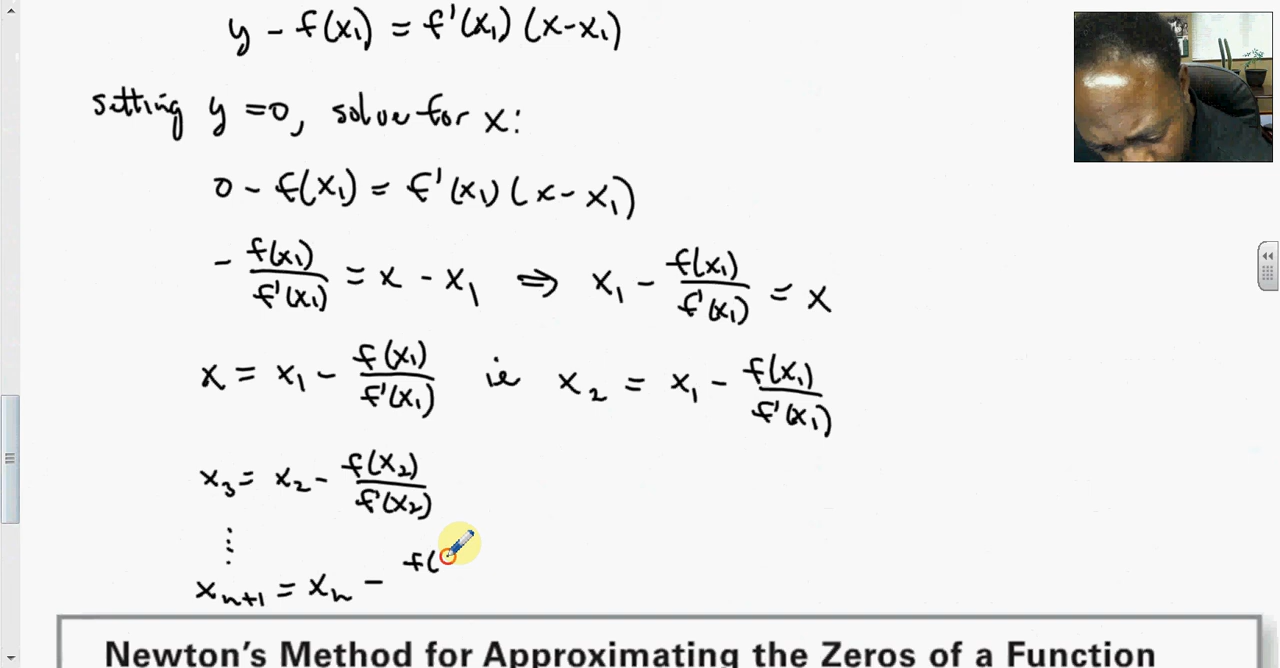 y - f(x₁) = f'(x₁) (x-x₁)
setting y = 0, solve for x:
0 - f(x₁) = f'(x₁) (x - x₁)
- f(x₁)/f'(x₁) = x - x₁ ⇒ x₁ - f(x₁)/f'(x₁) = x
x = x₁ - f(x₁)/f'(x₁) ie x₂ = x₁ - f(x₁)/f'(x₁)
x₃ = x₂ - f(x₂)/f'(x₂)
⋮
xₙ₊₁ = xₙ - f(
Newton's Method for Approximating the Zeros of a Function